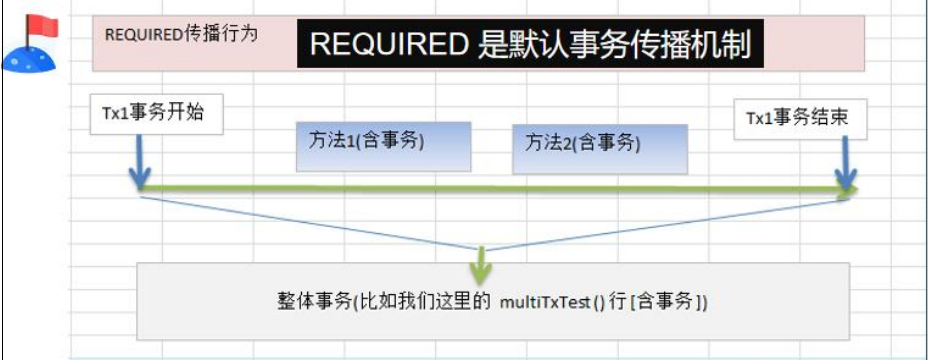 REQUIRED传播行为
REQUIRED 是默认事务传播机制
Tx1事务开始
Tx1事务结束
方法1(含事务)
方法2(含事务)
整体事务(比如我们这里的 multiTxTest()行[含事务])